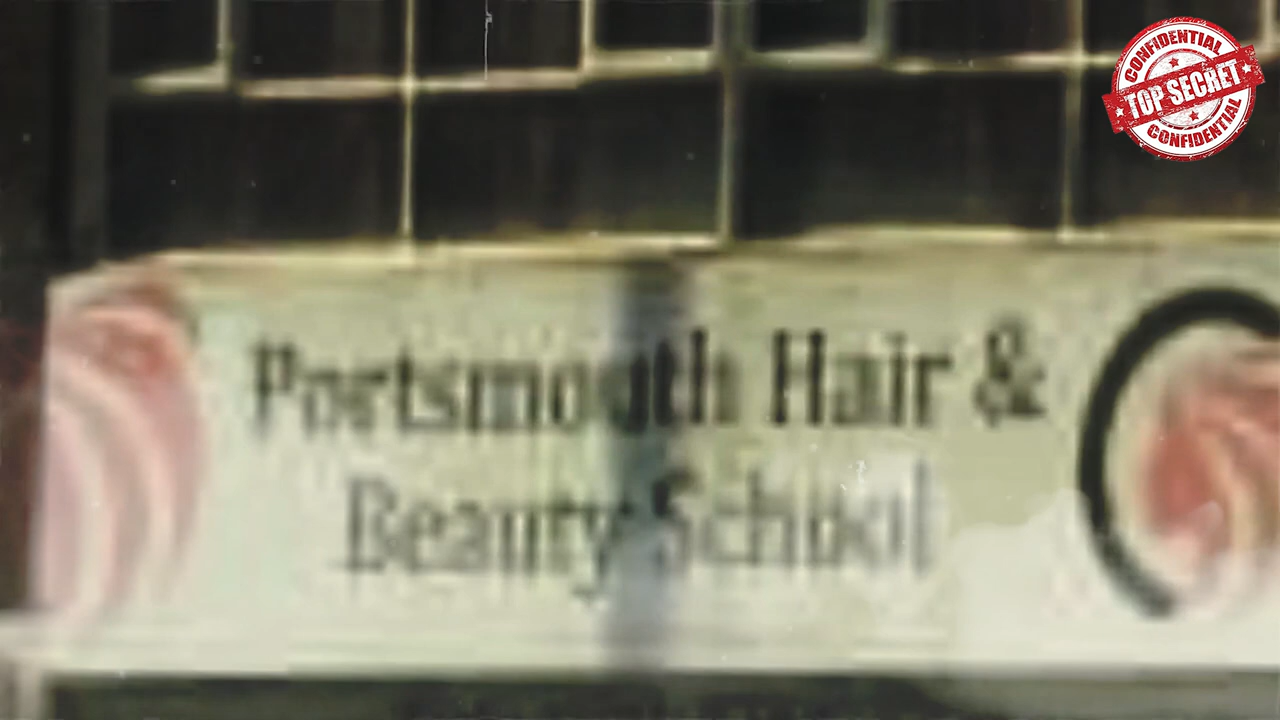 CONFIDENTIAL
TOP SECRET
CONFIDENTIAL
Portsmouth Hair &
Beauty School